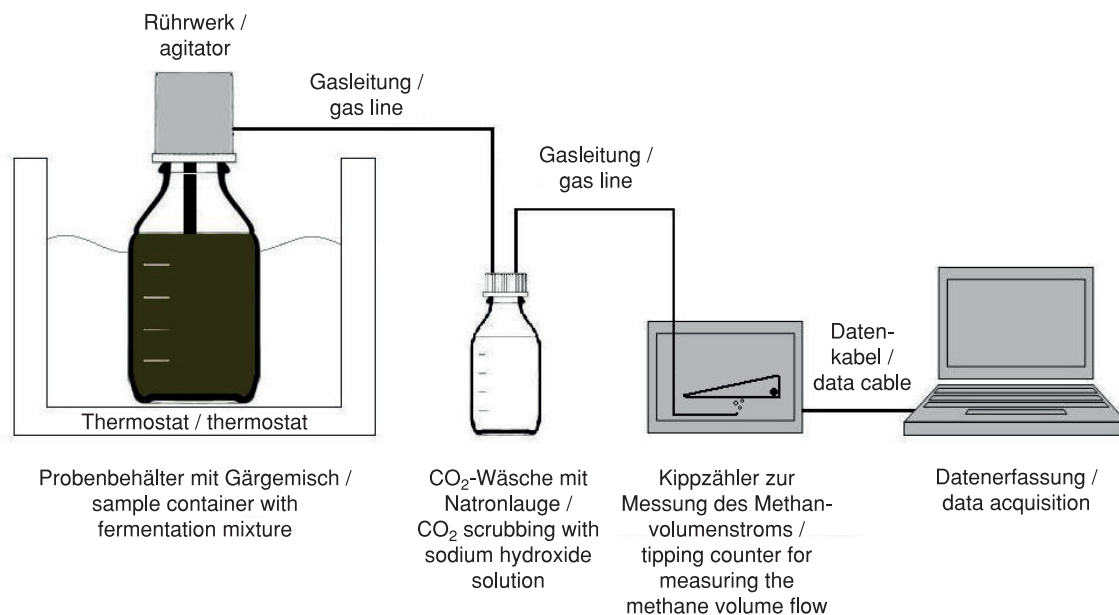 Rührwerk /
agitator
Gasleitung /
gas line
Gasleitung /
gas line
Daten-
kabel /
data cable
Thermostat / thermostat
Probenbehälter mit Gärgemisch /
sample container with
fermentation mixture
CO₂-Wäsche mit
Natronlauge /
CO₂ scrubbing with
sodium hydroxide
solution
Kippzähler zur
Messung des Methan-
volumenstroms /
tipping counter for
measuring the
methane volume flow
Datenerfassung /
data acquisition